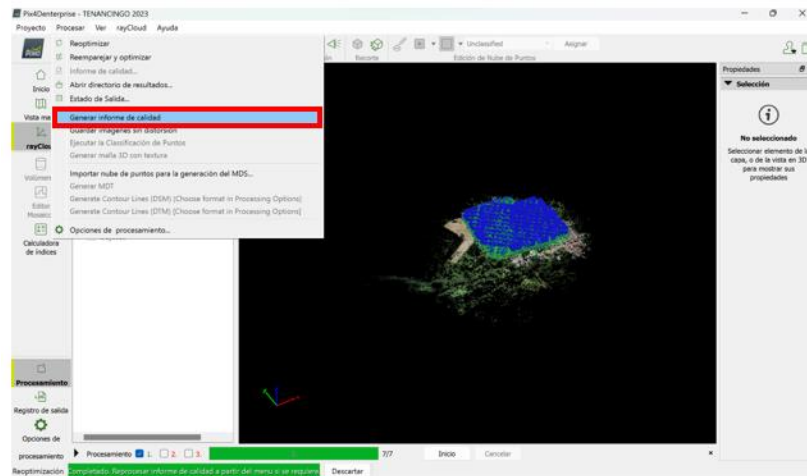 Pix4Denterprise - TENANCINGO 2023
Proyecto Procesar Ver rayCloud Ayuda
Reoptimizar
Reemparejar y optimizar
Informe de calidad...
Abrir directorio de resultados...
Estado de Salida...
Generar informe de calidad
Guardar imágenes sin distorsión
Ejecutar la Clasificación de Puntos
Generar malla 3D con textura
Importar nube de puntos para la generación del MDS...
Generar MDT
Generate Contour Lines (DSM) (Choose format in Processing Options)
Generate Contour Lines (DTM) (Choose format in Processing Options)
Opciones de procesamiento...
Inicio
Vista
rayClou
Volúmen
Editor
Mosaico
Calculadora
de índices
Procesamiento
Registro de salida
Opciones de
procesamiento
Unclassified Asignar
Recorte Edición de Nube de Puntos
Propiedades
Selección
No seleccionado
Seleccionar elemento de l
capa, o de la vista en 3D
para mostrar sus
propiedades
Procesamiento 1. 2. 3. 7/7 Inicio Cancelar
Reoptimización Completado. Reprocesar informe de calidad a partir del menu si se requiere Descartar